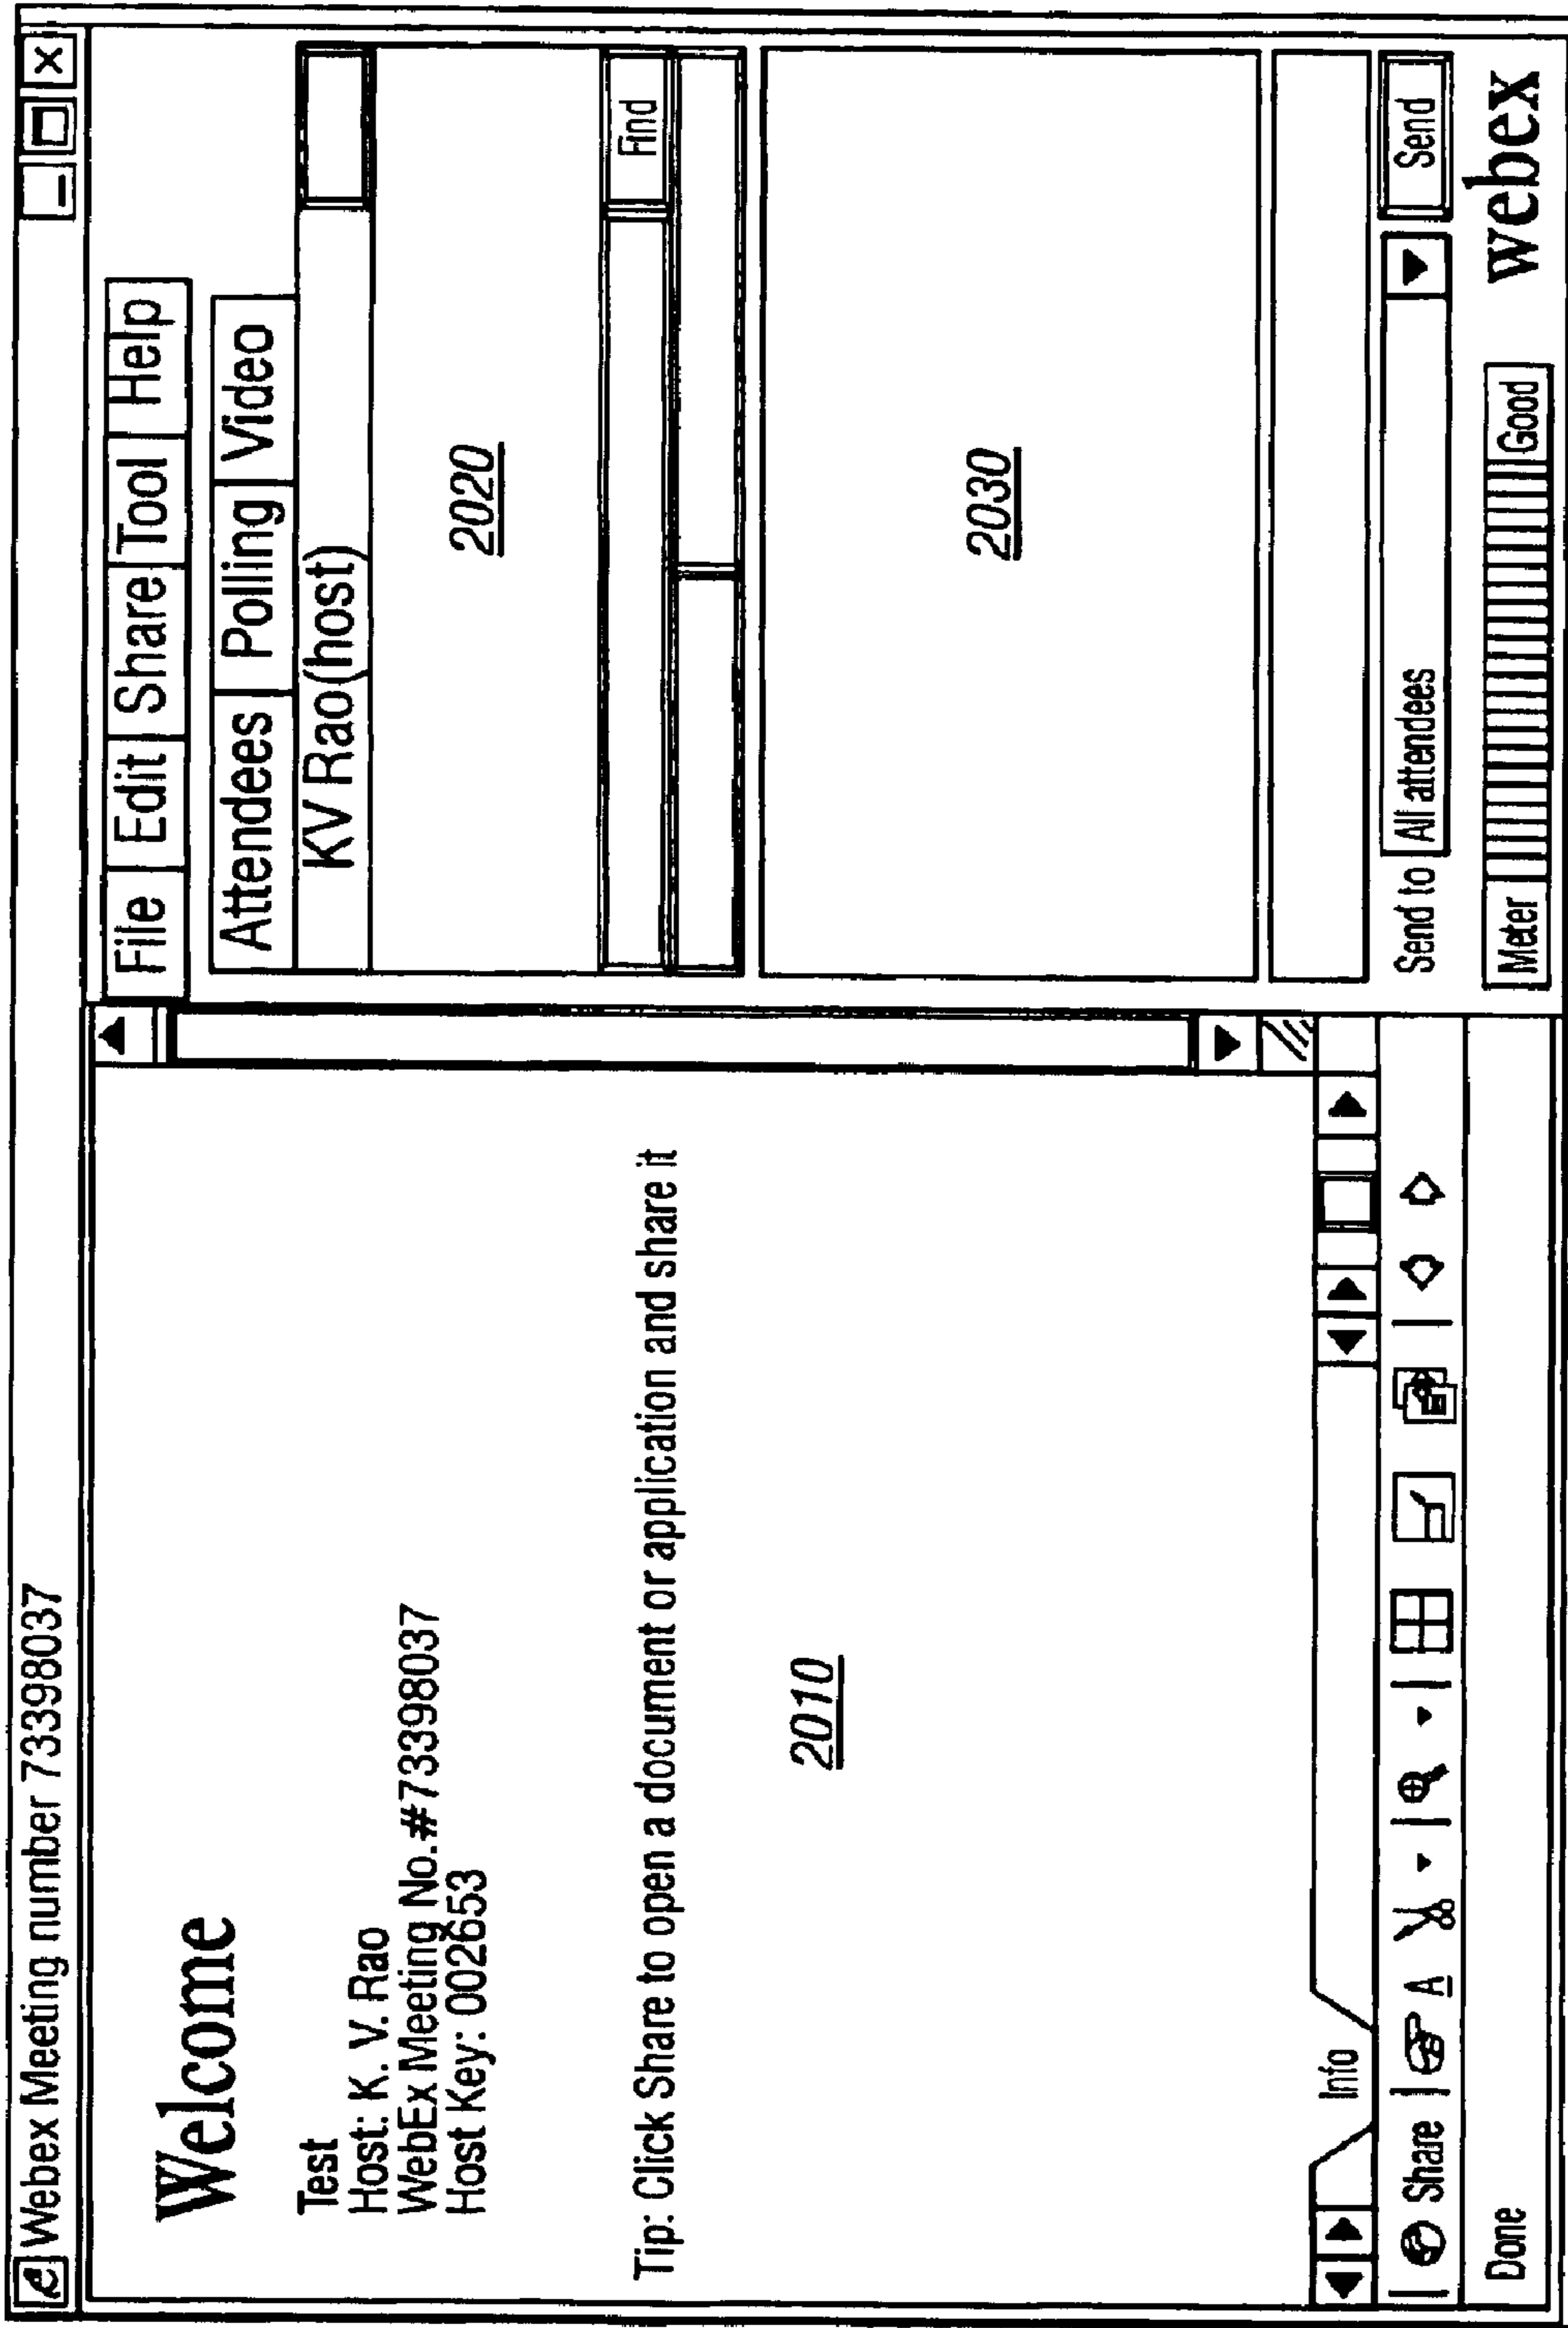 Webex Meeting number 73398037
Welcome
Test
Host: K. V. Rao
WebEx Meeting No.#73398037
Host Key: 002653
Tip: Click Share to open a document or application and share it
2010
Info
Share A
Done
File Edit Share Tool Help
Attendees Polling Video
KV Rao(host)
2020
Find
2030
Send to All attendees Send
Meter Good webex